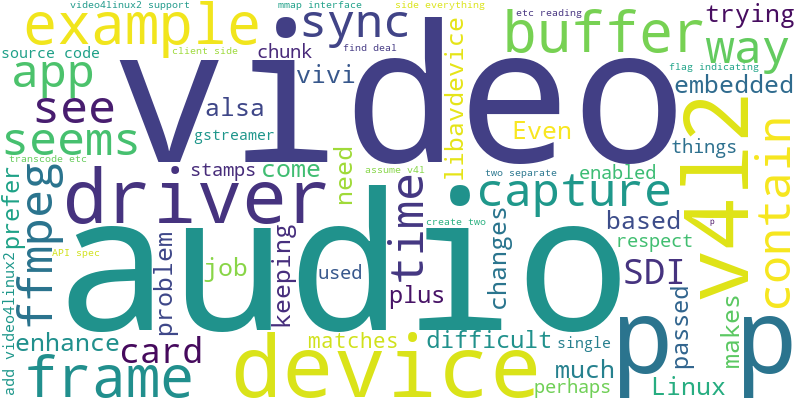 video4linux2 support
mmap interface
side everything
example
sync
etc reading
trying
source code
client side
chunk
find deal
libavdevice
buffer
way
flag indicating
app
video
vivi
embedded
see
alsa
seems
gstreamer
Even
v4l2
contain
things
transcode etc
stamps
come
need
assume v4l
two separate
enabled
driver
capture
prefer
ffmpeg
time
audio
create two
based
p
respect
API spec
problem
job
keeping
used
plus
changes
SDI
passed
makes
add video4linux2
enhance
card
matches
difficult
single
p
p
frame
device
much
perhaps
Linux